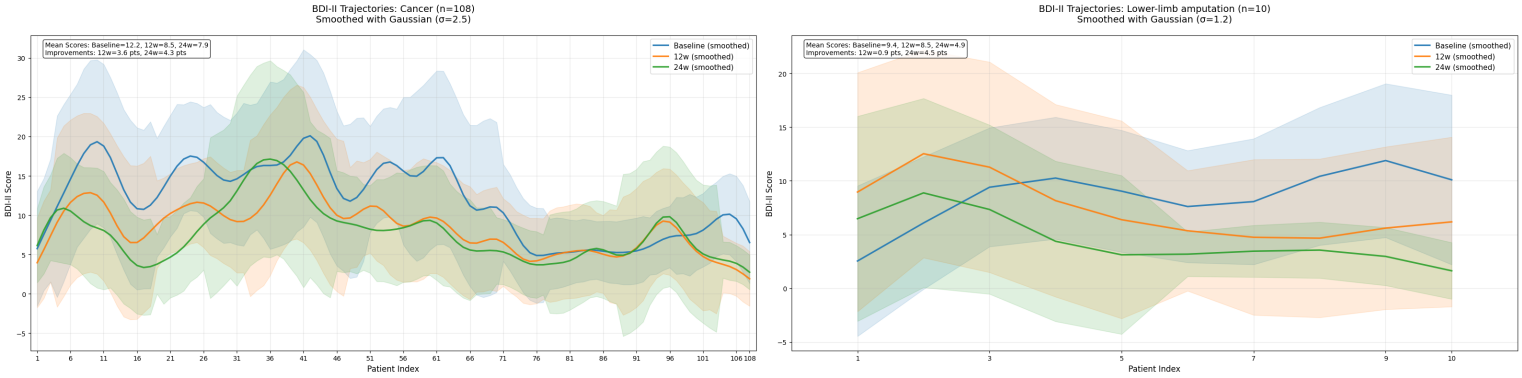 BDI-II Trajectories: Cancer (n=108)
Smoothed with Gaussian (σ=2.5)
Mean Scores: Baseline=12.2, 12w=8.5, 24w=7.9
Improvements: 12w=3.6 pts, 24w=4.3 pts
Baseline (smoothed)
12w (smoothed)
24w (smoothed)
BDI-II Score
30
25
20
15
10
5
0
−5
1 6 11 16 21 26 31 36 41 46 51 56 61 66 71 76 81 86 91 96 101 106 108
Patient Index
BDI-II Trajectories: Lower-limb amputation (n=10)
Smoothed with Gaussian (σ=1.2)
Mean Scores: Baseline=9.4, 12w=8.5, 24w=4.9
Improvements: 12w=0.9 pts, 24w=4.5 pts
Baseline (smoothed)
12w (smoothed)
24w (smoothed)
BDI-II Score
20
15
10
5
0
−5
1 3 5 7 9 10
Patient Index